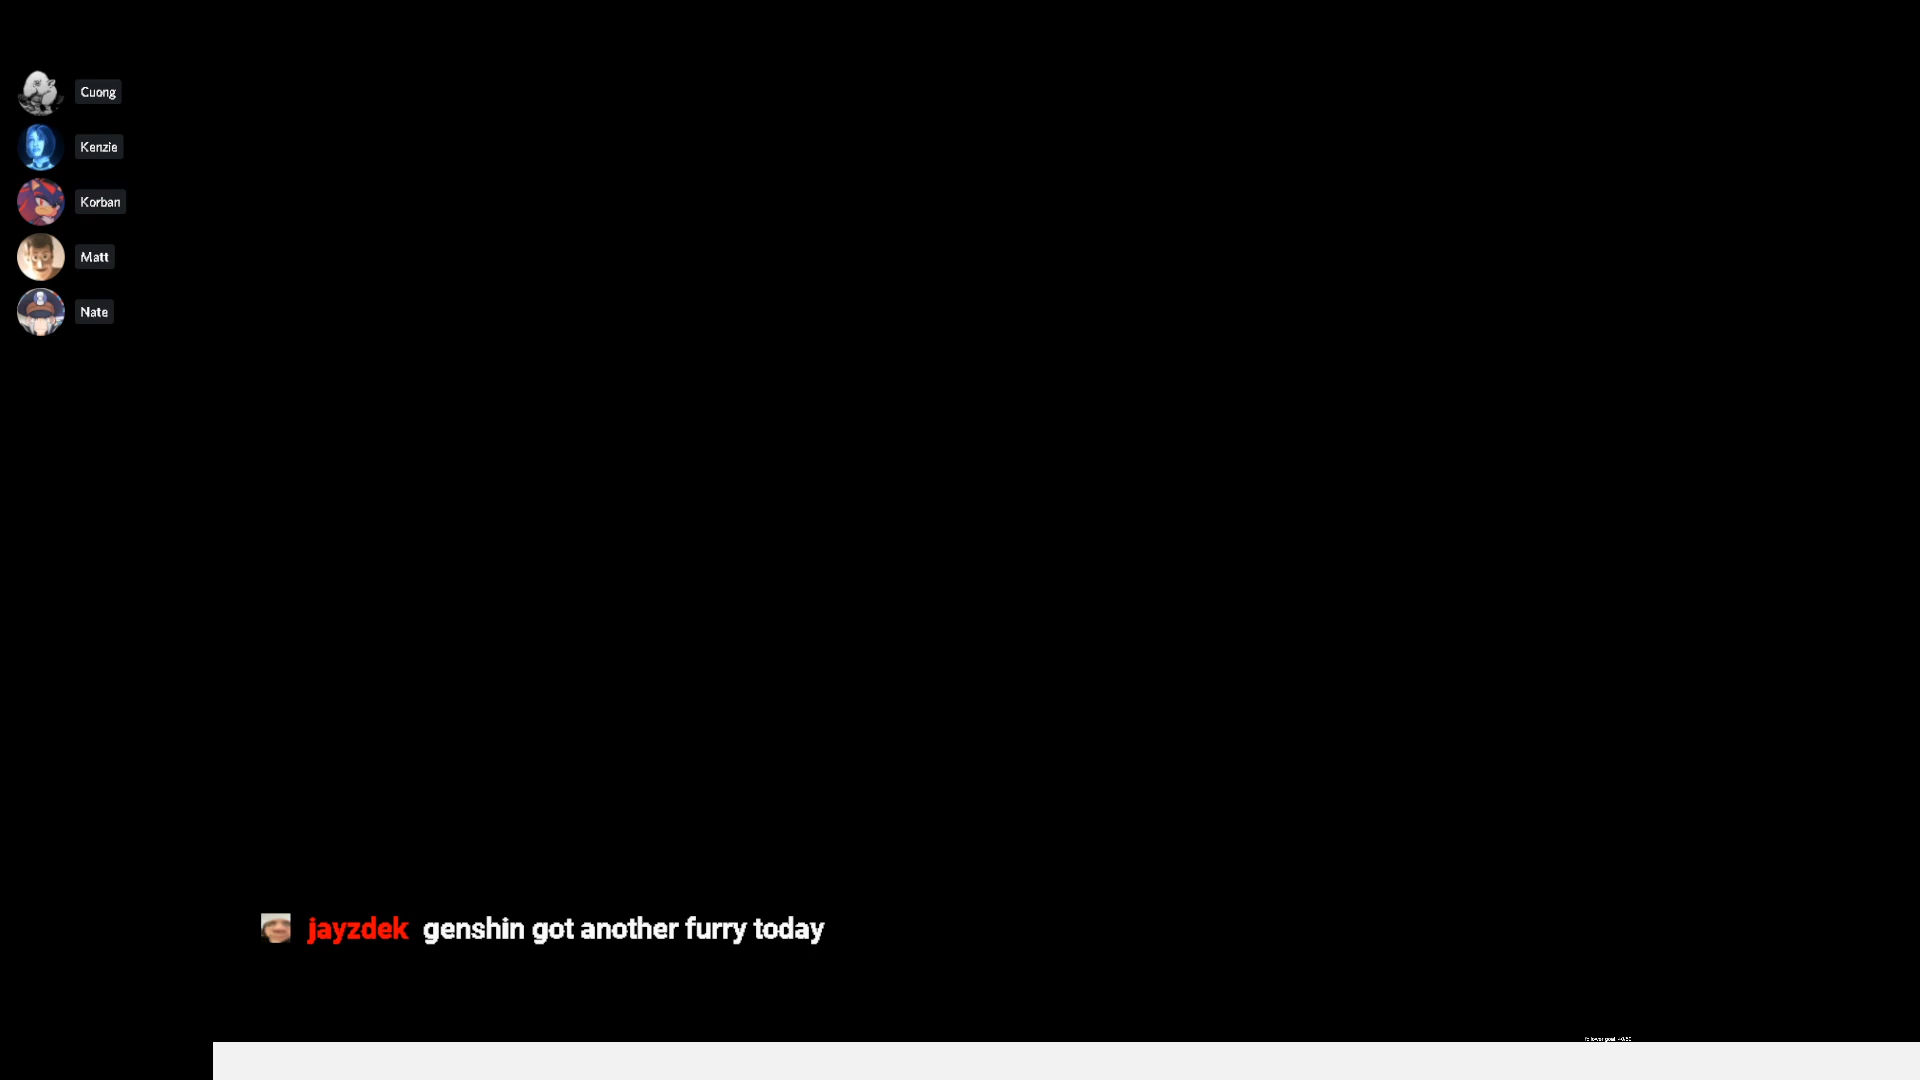 Cuong
Kenzie
Korban
Matt
Nate
jayzdek genshin got another furry today